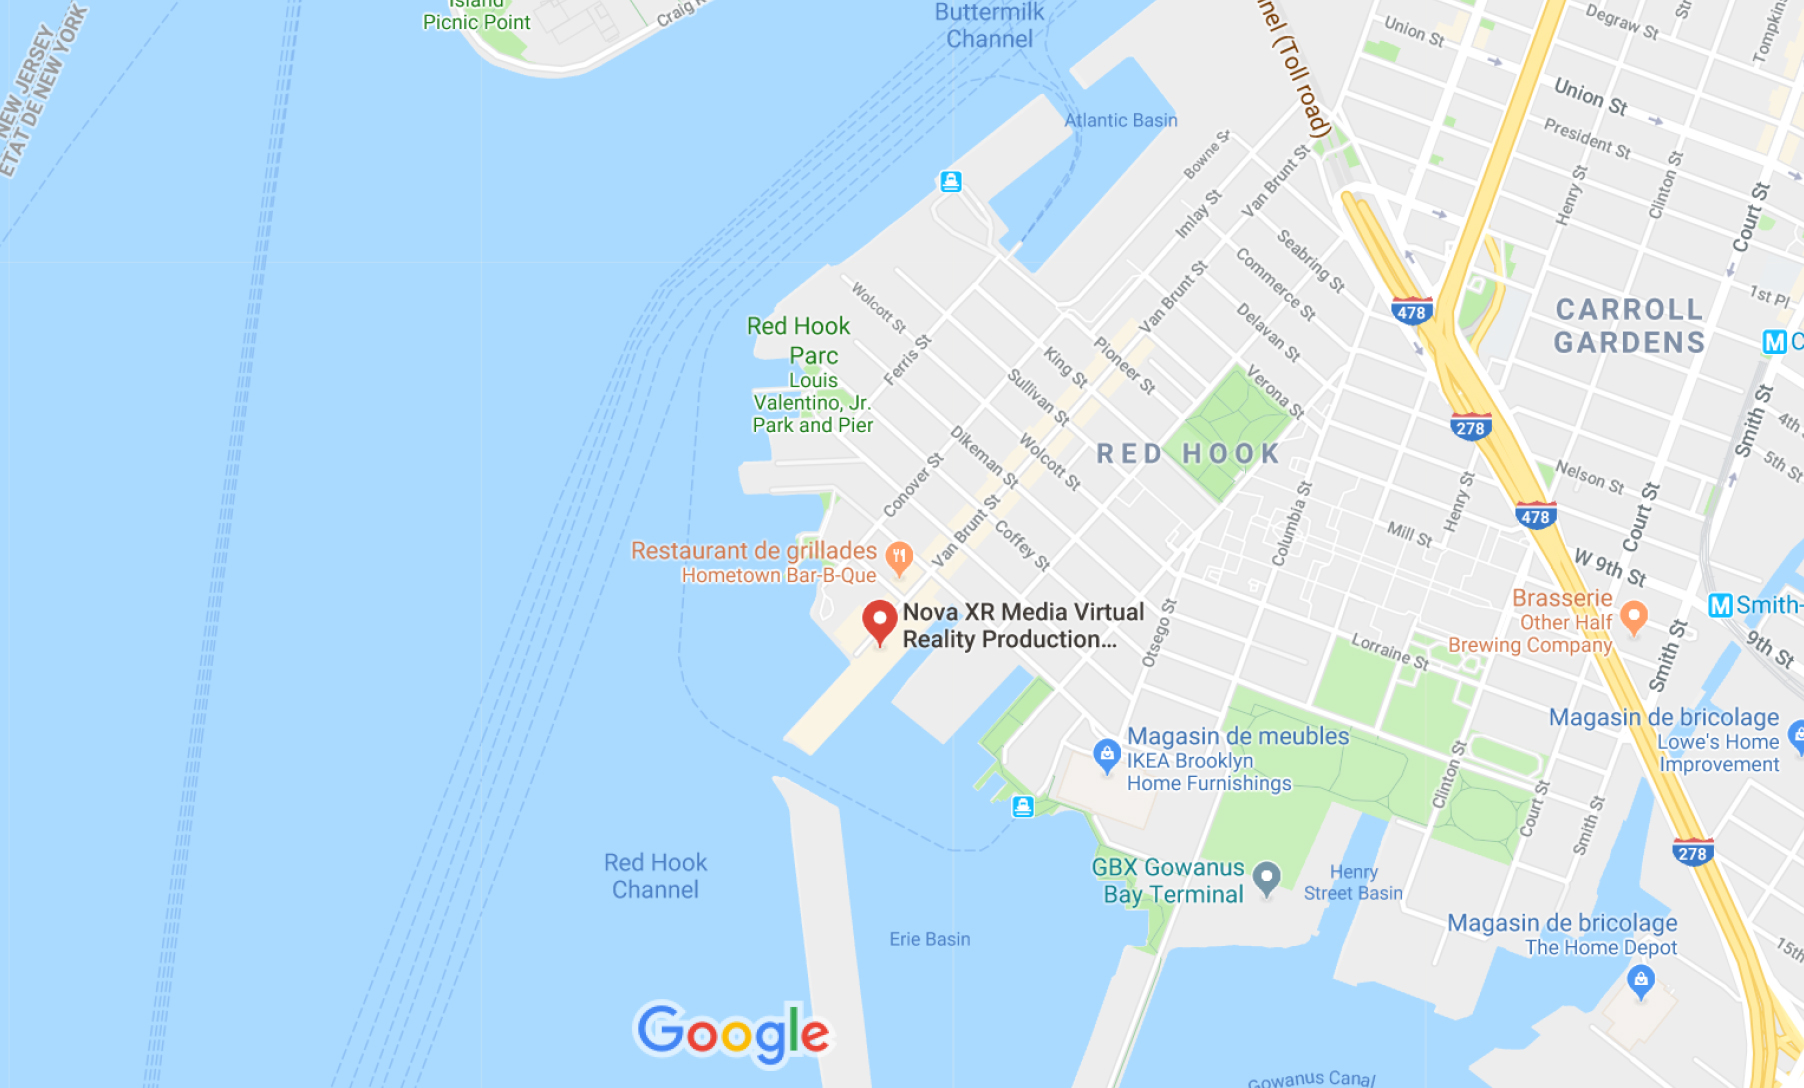 Island
Picnic Point
Craig
Buttermilk
Channel
NEW JERSEY
ETAT DE NEW YORK
(Toll road)
Union St
Degraw St
Union St
President St
Henry St
Clinton St
Court St
1st Pl
Atlantic Basin
Bowne St
Van Brunt St
Imlay St
Seabring St
Commerce St
Van Brunt St
Delavan St
478
CARROLL
GARDENS
M
Wolcott St
Red Hook
Parc
Louis
Valentino, Jr.
Park and Pier
Ferris St
King St
Pioneer St
Sullivan St
Verona St
278
Smith St
4th
5th St
Dikeman St
Wolcott St
RED HOOK
Conover St
Nelson St
Henry St
Court St
478
Columbia St
Mill St
Van Brunt St
Coffey St
W 9th St
Restaurant de grillades
Hometown Bar-B-Que
Nova XR Media Virtual
Reality Production...
Otsego St
Brasserie
Other Half
Brewing Company
M Smith-
9th St
Smith St
Lorraine St
Magasin de meubles
IKEA Brooklyn
Home Furnishings
Magasin de bricolage
Lowe's Home
Improvement
Clinton St
Court St
Smith St
278
Red Hook
Channel
GBX Gowanus
Bay Terminal
Henry
Street Basin
Erie Basin
Magasin de bricolage
The Home Depot
15th
Google
Gowanus Canal